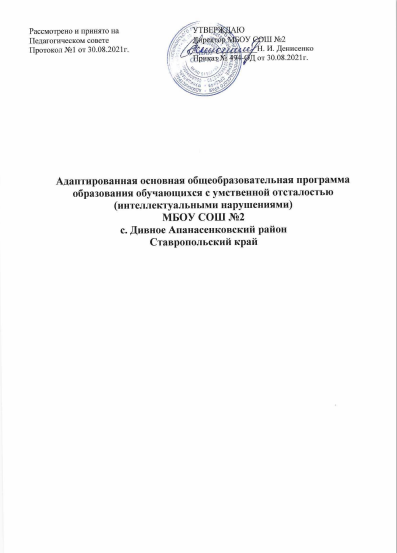 Рассмотрено и принято на
Педагогическом совете
Протокол №1 от 30.08.2021г.
УТВЕРЖДАЮ
Директор МБОУ СОШ №2
Н. И. Денисенко
Приказ № 194-ОД от 30.08.2021г.
Адаптированная основная общеобразовательная программа
образования обучающихся с умственной отсталостью
(интеллектуальными нарушениями)
МБОУ СОШ №2
с. Дивное Апанасенковский район
Ставропольский край